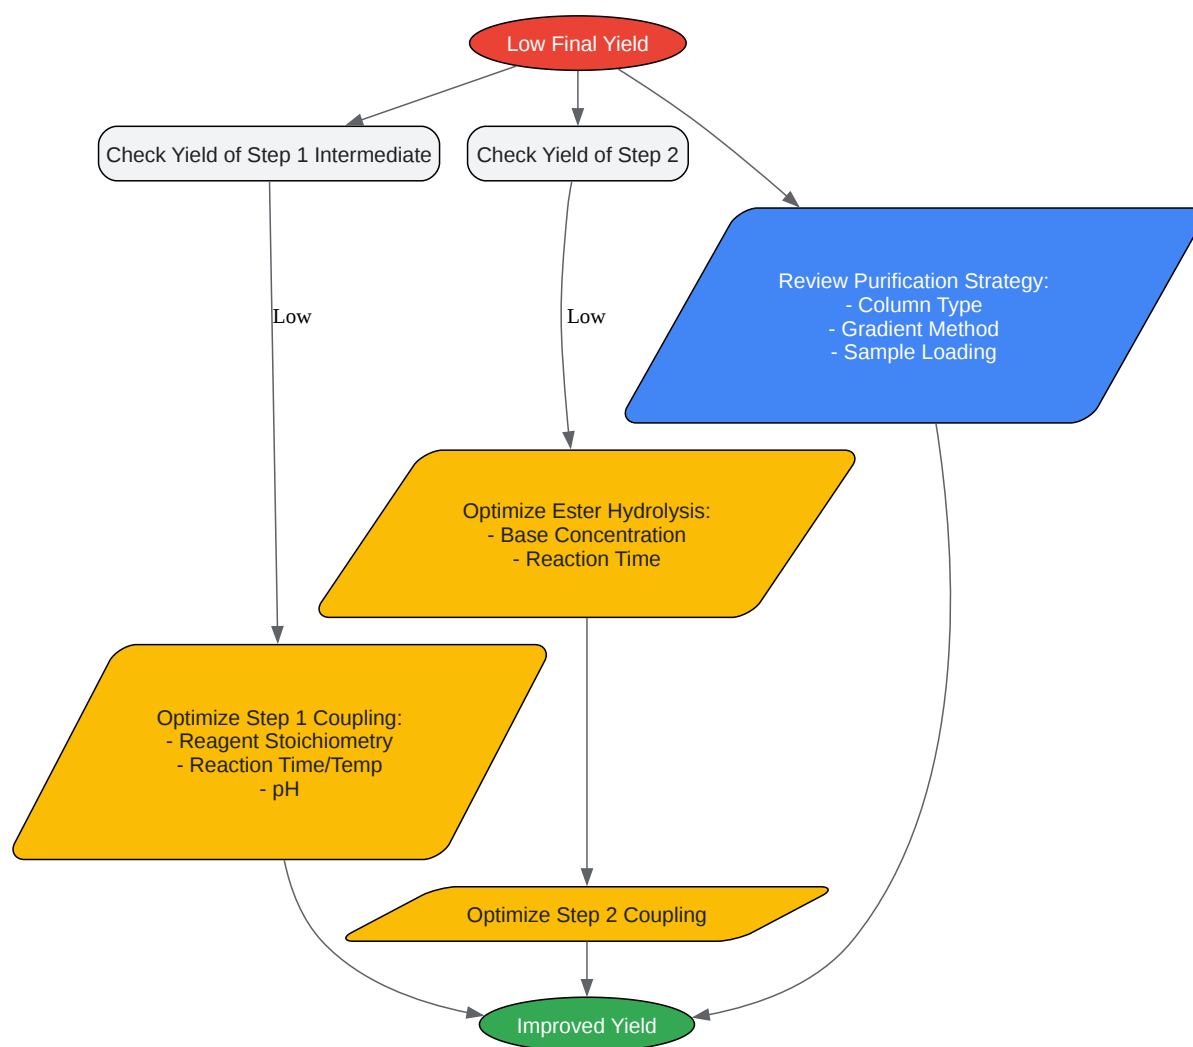 Low Final Yield
Check Yield of Step 1 Intermediate
Check Yield of Step 2
Review Purification Strategy:
- Column Type
- Gradient Method
- Sample Loading
Low
Low
Optimize Ester Hydrolysis:
- Base Concentration
- Reaction Time
Optimize Step 1 Coupling:
- Reagent Stoichiometry
- Reaction Time/Temp
- pH
Optimize Step 2 Coupling
Improved Yield